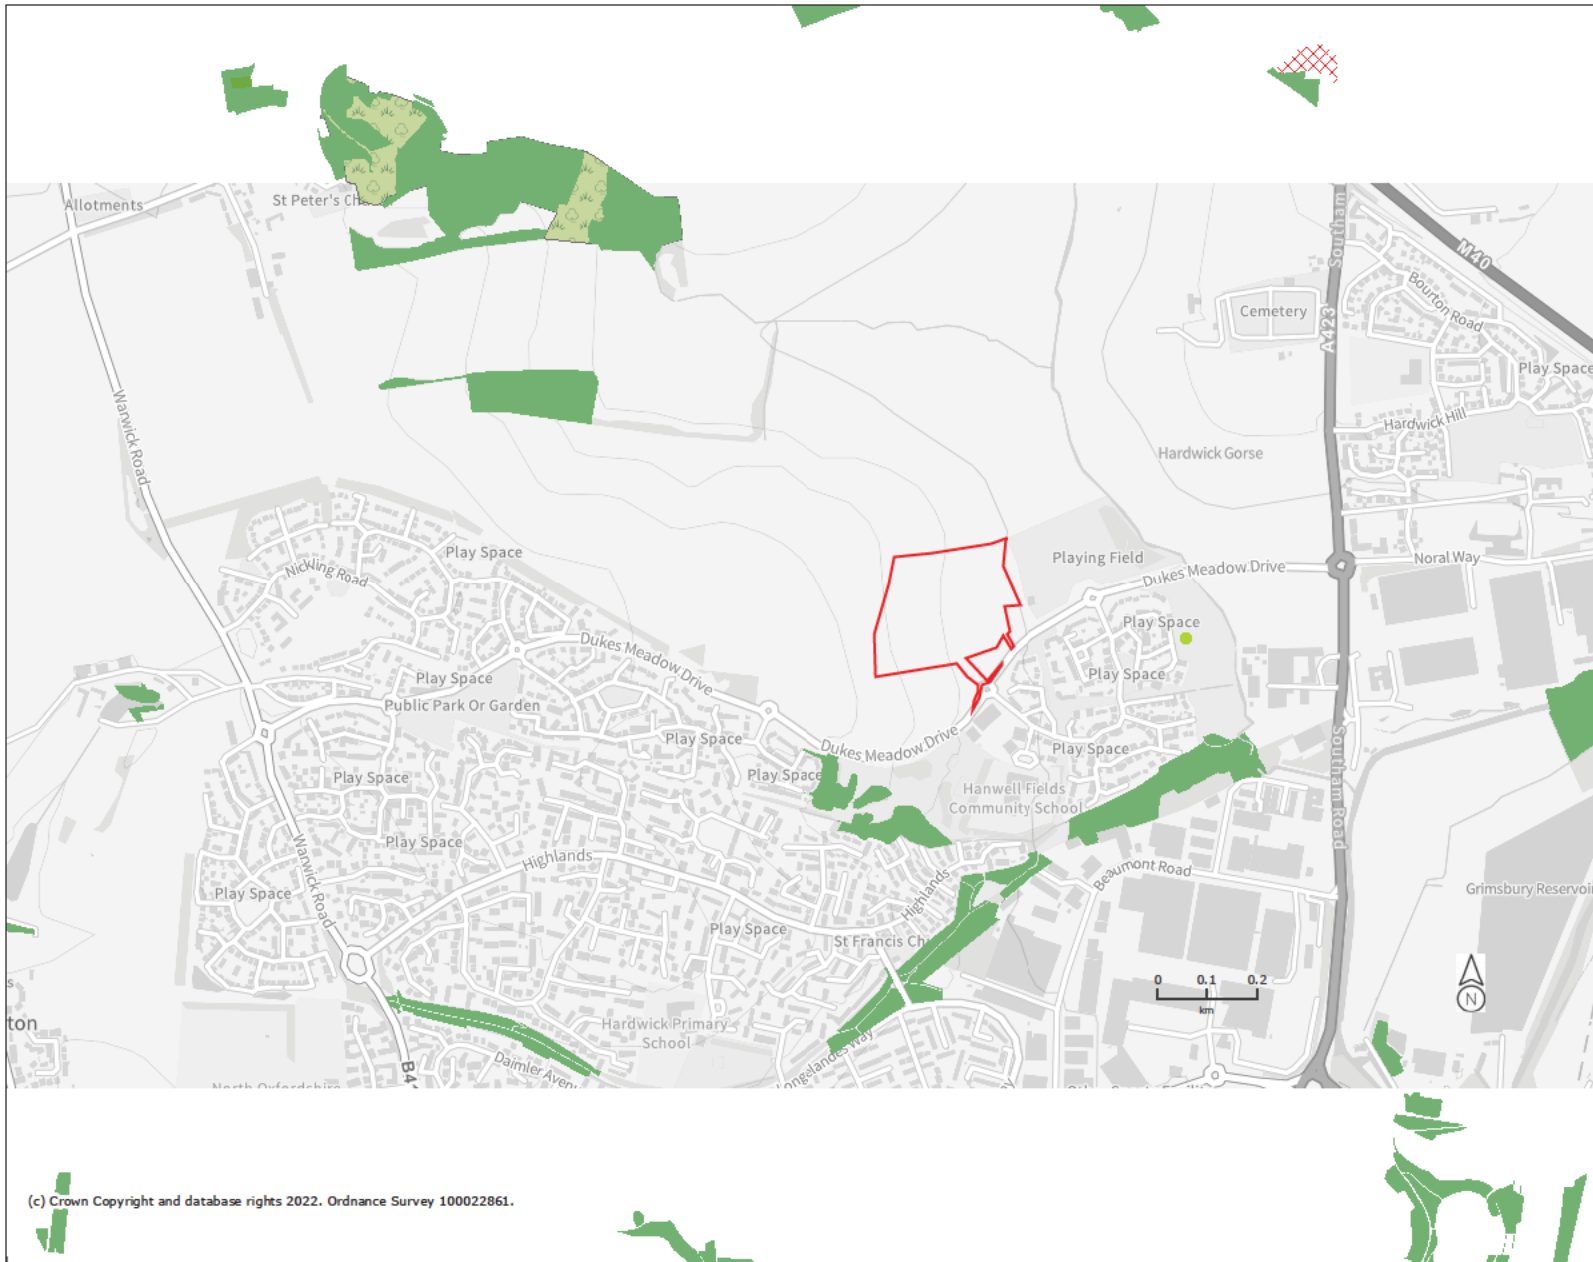 Allotments
St Peter's Ch
Southam
M40
Bourton Road
Cemetery
A423
Play Space
Warwick Road
Hardwick Hill
Hardwick Gorse
Play Space
Playing Field
Noral Way
Nickling Road
Dukes Meadow Drive
Play Space
Dukes Meadow Drive
Play Space
Play Space
Public Park Or Garden
Play Space
Dukes Meadow Drive
Play Space
Play Space
Play Space
Hanwell Fields
Community School
Southam Road
Play Space
Warwick Road
Highlands
Beaumont Road
Play Space
Highlands
Grimsbury Reservoir
Play Space
St Francis Ch
0 0.1 0.2
km
N
ton
Hardwick Primary
School
Daimler Avenu
Longelandes Way
B4
North Oxfordshire
(c) Crown Copyright and database rights 2022. Ordnance Survey 100022861.